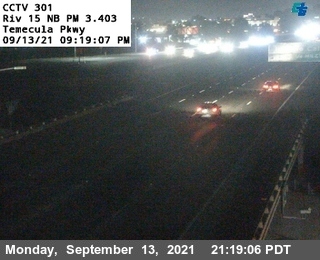 CCTV 301
Riv 15 NB PM 3.403
Temecula Pkwy
09/13/21 09:19:07 PM
Monday, September 13, 2021 21:19:06 PDT